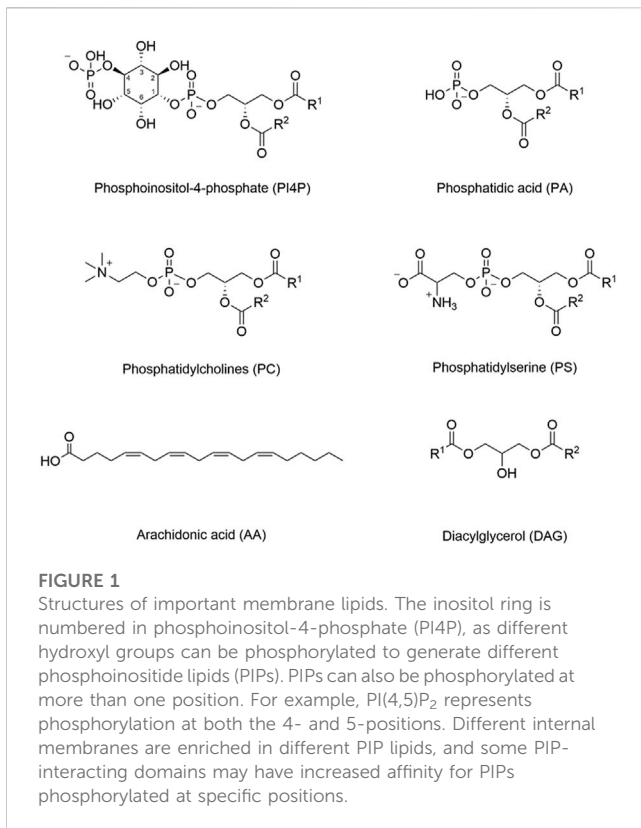 O
⁻O OH OH O O
P O 3 OH P O O R¹
OH 4 2 O O⁻ O R²
O HO 5 6 1 O
OH
Phosphoinositol-4-phosphate (PI4P)
O O
HO P O⁻ O O R¹
O R²
O
Phosphatidic acid (PA)
N⁺ O P O O⁻ O O O R¹
O R²
O
Phosphatidylcholines (PC)
O O O
⁻O O P O O⁻ O R¹
⁺NH₃ O R²
O
Phosphatidylserine (PS)
O
HO
Arachidonic acid (AA)
O O
R¹ O O R²
OH
Diacylglycerol (DAG)
FIGURE 1
Structures of important membrane lipids. The inositol ring is
numbered in phosphoinositol-4-phosphate (PI4P), as different
hydroxyl groups can be phosphorylated to generate different
phosphoinositide lipids (PIPs). PIPs can also be phosphorylated at
more than one position. For example, PI(4,5)P₂ represents
phosphorylation at both the 4- and 5-positions. Different internal
membranes are enriched in different PIP lipids, and some PIP-
interacting domains may have increased affinity for PIPs
phosphorylated at specific positions.